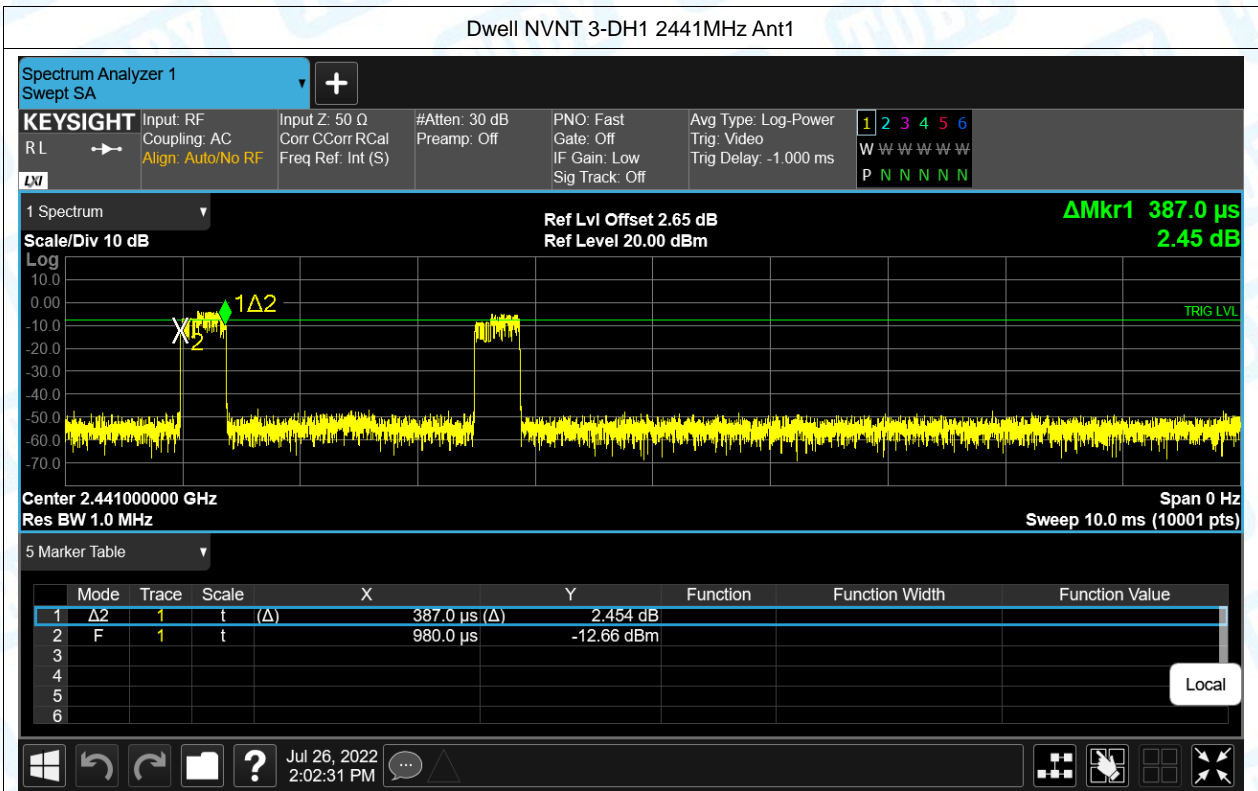 Dwell NVNT 3-DH1 2441MHz Ant1
Spectrum Analyzer 1
Swept SA
KEYSIGHT
RL
LXI
Input: RF
Coupling: AC
Align: Auto/No RF
Input Z: 50 Ω
Corr CCorr RCal
Freq Ref: Int (S)
#Atten: 30 dB
Preamp: Off
PNO: Fast
Gate: Off
IF Gain: Low
Sig Track: Off
Avg Type: Log-Power
Trig: Video
Trig Delay: -1.000 ms
1 2 3 4 5 6
W W W W W W
P N N N N N
1 Spectrum
Scale/Div 10 dB
Ref Lvl Offset 2.65 dB
Ref Level 20.00 dBm
ΔMkr1 387.0 µs
2.45 dB
Log
10.0
0.00
-10.0
-20.0
-30.0
-40.0
-50.0
-60.0
-70.0
1Δ2
2
TRIG LVL
Center 2.441000000 GHz
Res BW 1.0 MHz
Span 0 Hz
Sweep 10.0 ms (10001 pts)
5 Marker Table
Mode Trace Scale X Y Function Function Width Function Value
1 Δ2 1 t (Δ) 387.0 µs (Δ) 2.454 dB
2 F 1 t 980.0 µs -12.66 dBm
3
4
5
6
Local
?
Jul 26, 2022
2:02:31 PM